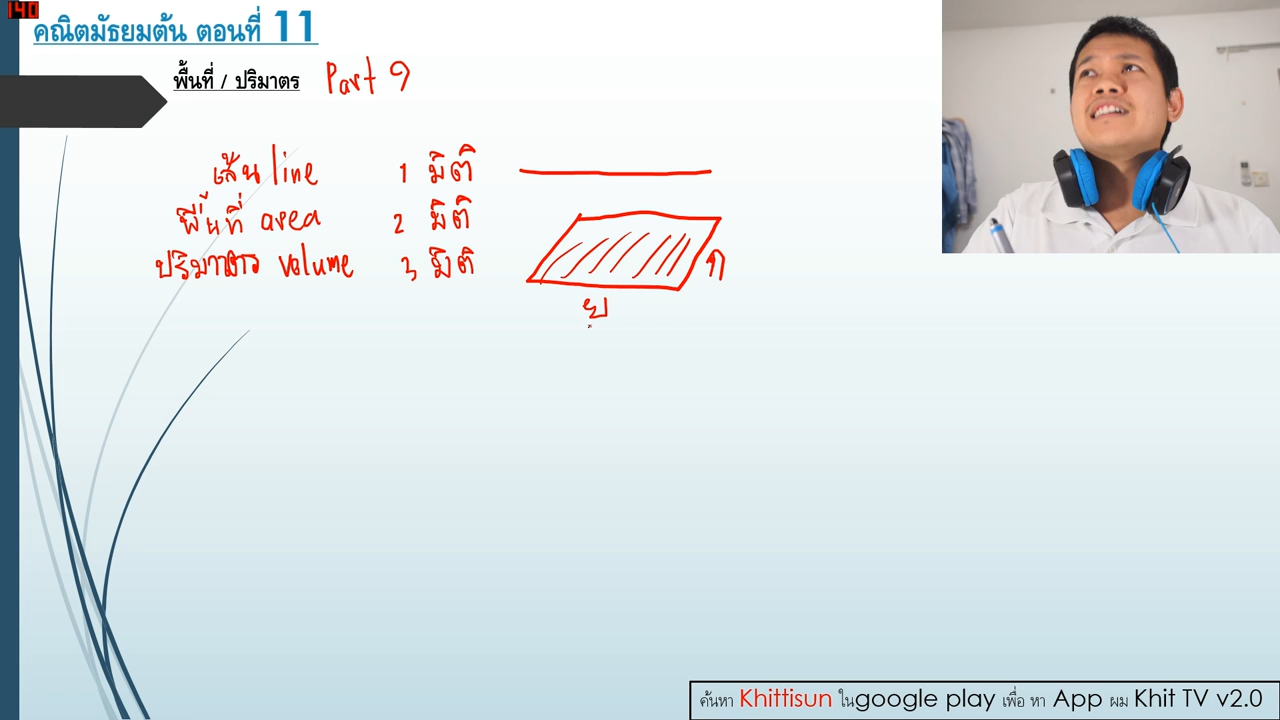 140
คณิตมัธยมต้น ตอนที่ 11
พื้นที่ / ปริมาตร Part 9
เส้น line 1 มิติ
พื้นที่ area 2 มิติ
ปริมาตร volume 3 มิติ
ก
ย
ค้นหา Khittisun ในgoogle play เพื่อ หา App ผม Khit TV v2.0